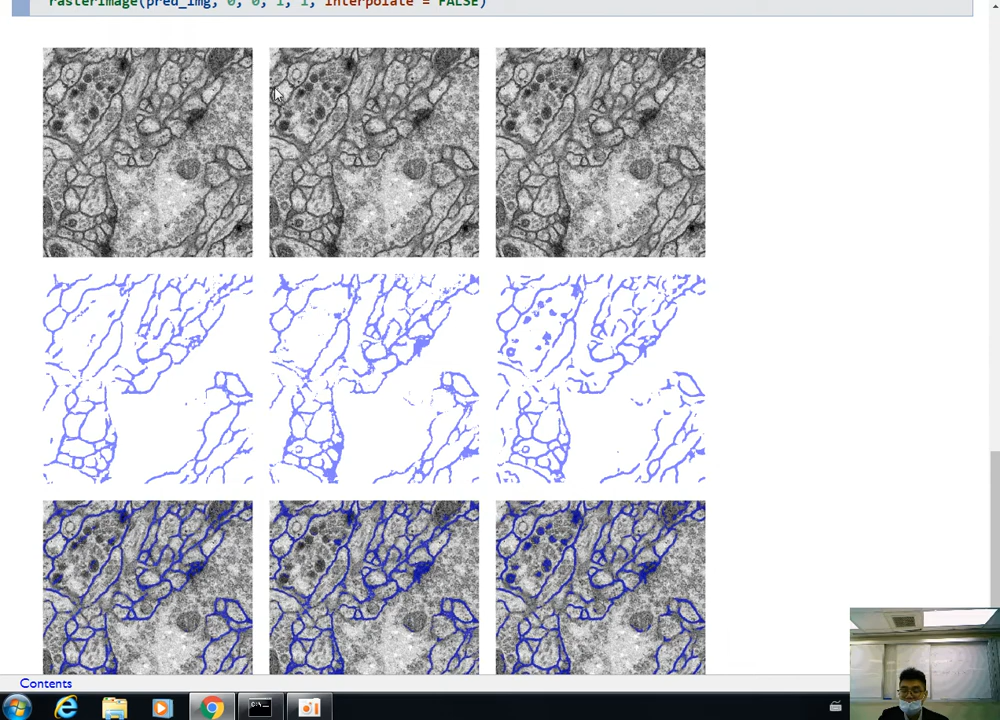 rasterImage(pred_img, 0, 0, 1, 1, interpolate = FALSE)
Contents
C:\_